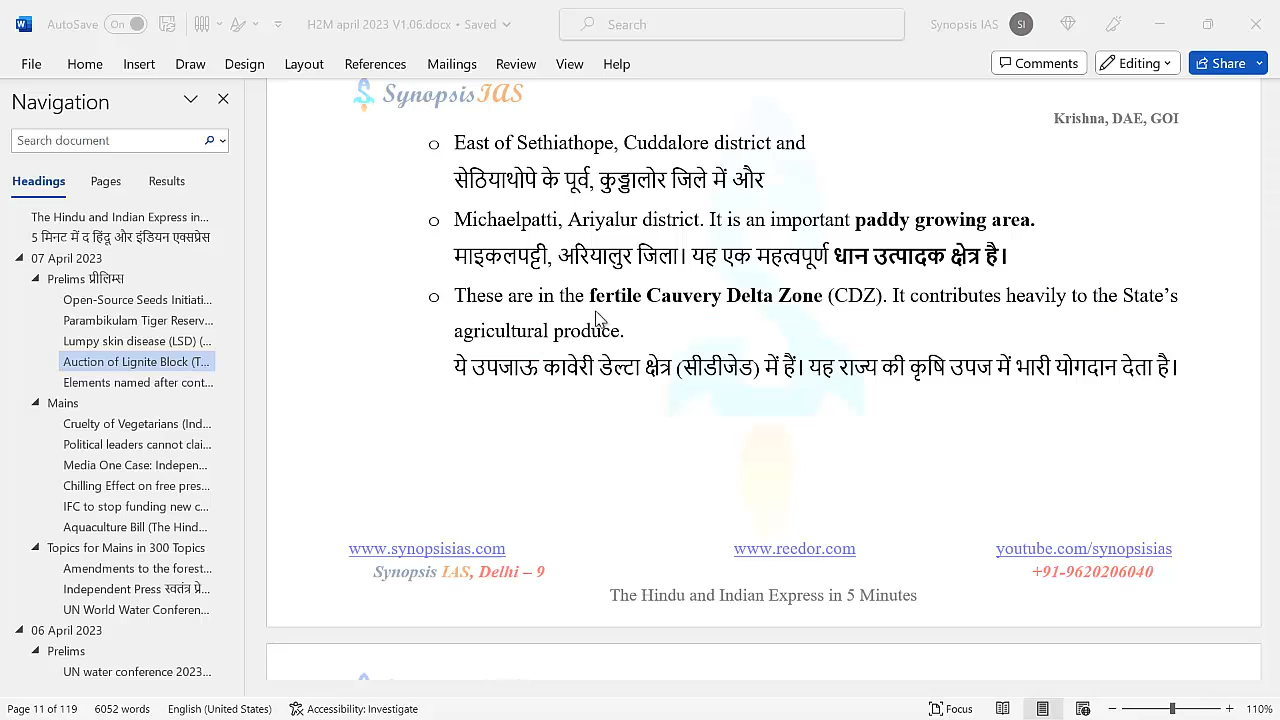 AutoSave On
H2M april 2023 V1.06.docx • Saved
Search
Synopsis IAS SI
File Home Insert Draw Design Layout References Mailings Review View Help
Comments Editing Share
Navigation
Search document
Headings Pages Results
The Hindu and Indian Express in...
5 मिनट में द हिंदू और इंडियन एक्सप्रेस
07 April 2023
Prelims प्रीलिम्स
Open-Source Seeds Initiati...
Parambikulam Tiger Reserv...
Lumpy skin disease (LSD) (...
Auction of Lignite Block (T...
Elements named after cont...
Mains
Cruelty of Vegetarians (Ind...
Political leaders cannot clai...
Media One Case: Indepen...
Chilling Effect on free pres...
IFC to stop funding new c...
Aquaculture Bill (The Hind...
Topics for Mains in 300 Topics
Amendments to the forest...
Independent Press स्वतंत्र प्रे...
UN World Water Conferen...
06 April 2023
Prelims
UN water conference 2023...
SynopsisIAS
Krishna, DAE, GOI
o East of Sethiathope, Cuddalore district and
सेठियाथोपे के पूर्व, कुड्डालोर जिले में और
o Michaelpatti, Ariyalur district. It is an important paddy growing area.
माइकलपट्टी, अरियालुर जिला। यह एक महत्वपूर्ण धान उत्पादक क्षेत्र है।
o These are in the fertile Cauvery Delta Zone (CDZ). It contributes heavily to the State's
agricultural produce.
ये उपजाऊ कावेरी डेल्टा क्षेत्र (सीडीजेड) में हैं। यह राज्य की कृषि उपज में भारी योगदान देता है।
www.synopsisias.com www.reedor.com youtube.com/synopsisias
Synopsis IAS, Delhi – 9 +91-9620206040
The Hindu and Indian Express in 5 Minutes
Page 11 of 119 6052 words English (United States) Accessibility: Investigate Focus 110%